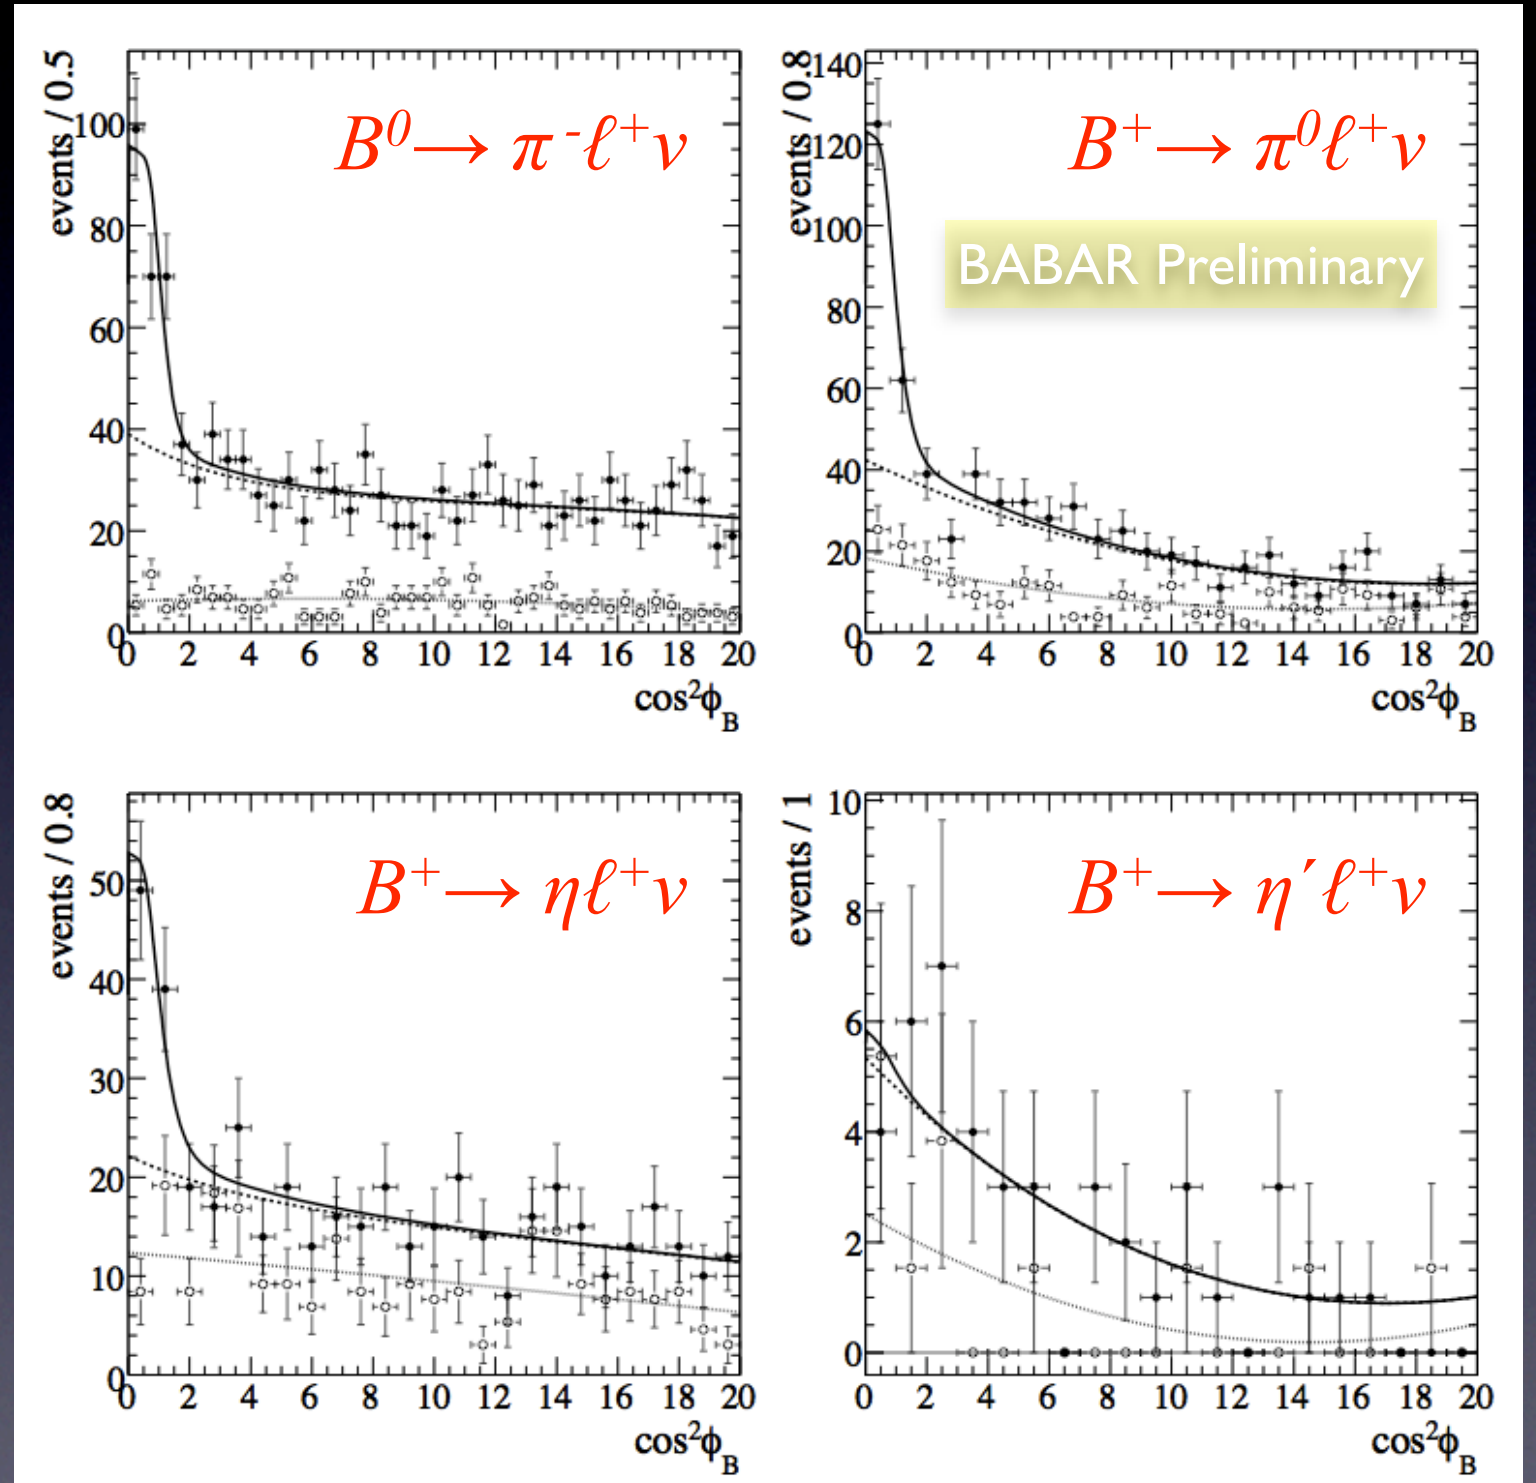 events / 0.5
B⁰→ π⁻ℓ⁺ν
100
80
60
40
20
0
0 2 4 6 8 10 12 14 16 18 20
cos²ϕ_B
events / 0.8
B⁺→ π⁰ℓ⁺ν
BABAR Preliminary
140
120
100
80
60
40
20
0
0 2 4 6 8 10 12 14 16 18 20
cos²ϕ_B
events / 0.8
B⁺→ ηℓ⁺ν
50
40
30
20
10
0
0 2 4 6 8 10 12 14 16 18 20
cos²ϕ_B
events / 1
B⁺→ η´ℓ⁺ν
10
8
6
4
2
0
0 2 4 6 8 10 12 14 16 18 20
cos²ϕ_B